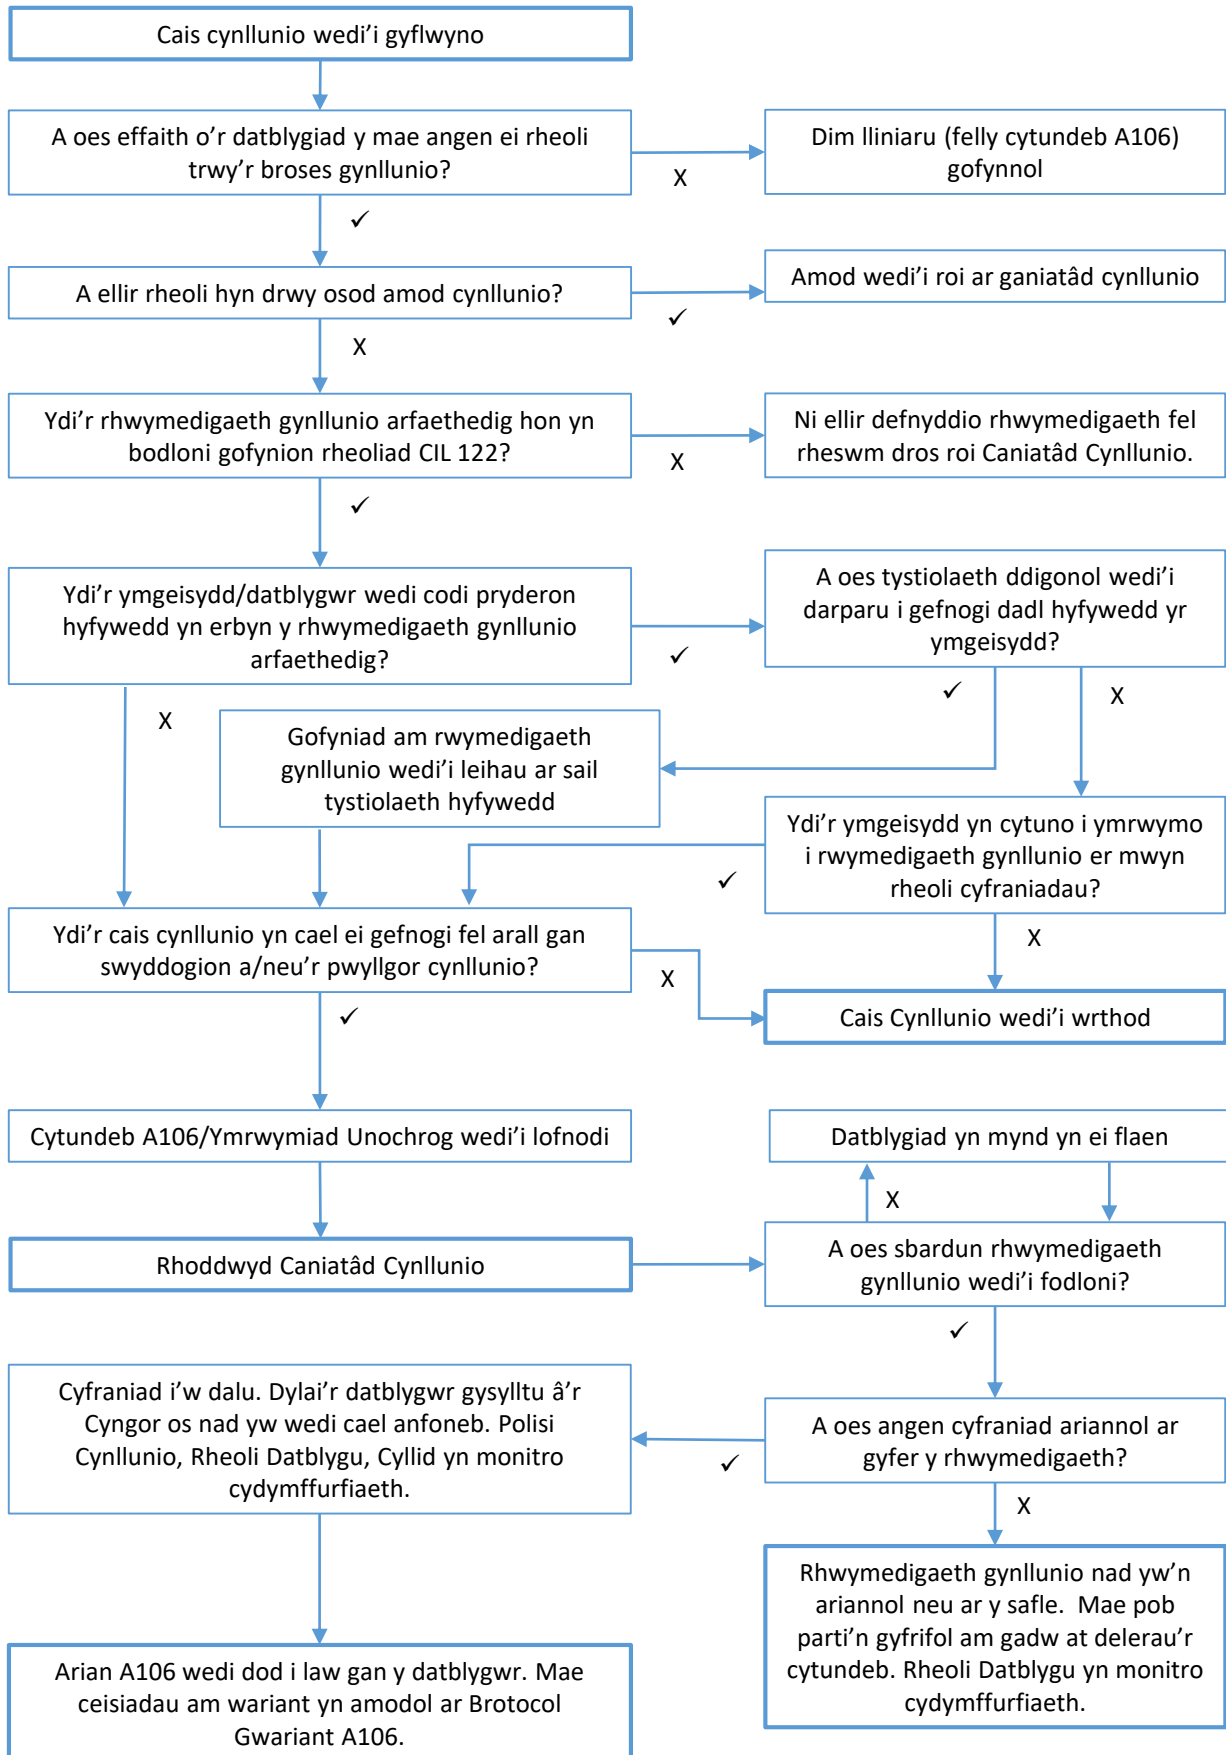 Cais cynllunio wedi’i gyflwyno
A oes effaith o’r datblygiad y mae angen ei rheoli
trwy’r broses gynllunio?
X
Dim lliniaru (felly cytundeb A106)
gofynnol
✓
A ellir rheoli hyn drwy osod amod cynllunio?
✓
Amod wedi’i roi ar ganiatâd cynllunio
X
Ydi’r rhwymedigaeth gynllunio arfaethedig hon yn
bodloni gofynion rheoliad CIL 122?
X
Ni ellir defnyddio rhwymedigaeth fel
rheswm dros roi Caniatâd Cynllunio.
✓
Ydi’r ymgeisydd/datblygwr wedi codi pryderon
hyfywedd yn erbyn y rhwymedigaeth gynllunio
arfaethedig?
✓
A oes tystiolaeth ddigonol wedi’i
darparu i gefnogi dadl hyfywedd yr
ymgeisydd?
X
✓
X
Gofyniad am rwymedigaeth
gynllunio wedi’i leihau ar sail
tystiolaeth hyfywedd
Ydi’r ymgeisydd yn cytuno i ymrwymo
i rwymedigaeth gynllunio er mwyn
rheoli cyfraniadau?
✓
X
Ydi’r cais cynllunio yn cael ei gefnogi fel arall gan
swyddogion a/neu’r pwyllgor cynllunio?
X
✓
Cais Cynllunio wedi’i wrthod
Cytundeb A106/Ymrwymiad Unochrog wedi’i lofnodi
Datblygiad yn mynd yn ei flaen
X
Rhoddwyd Caniatâd Cynllunio
A oes sbardun rhwymedigaeth
gynllunio wedi’i fodloni?
✓
Cyfraniad i’w dalu. Dylai’r datblygwr gysylltu â’r
Cyngor os nad yw wedi cael anfoneb. Polisi
Cynllunio, Rheoli Datblygu, Cyllid yn monitro
cydymffurfiaeth.
A oes angen cyfraniad ariannol ar
gyfer y rhwymedigaeth?
✓
X
Rhwymedigaeth gynllunio nad yw’n
ariannol neu ar y safle. Mae pob
parti’n gyfrifol am gadw at delerau’r
cytundeb. Rheoli Datblygu yn monitro
cydymffurfiaeth.
Arian A106 wedi dod i law gan y datblygwr. Mae
ceisiadau am wariant yn amodol ar Brotocol
Gwariant A106.